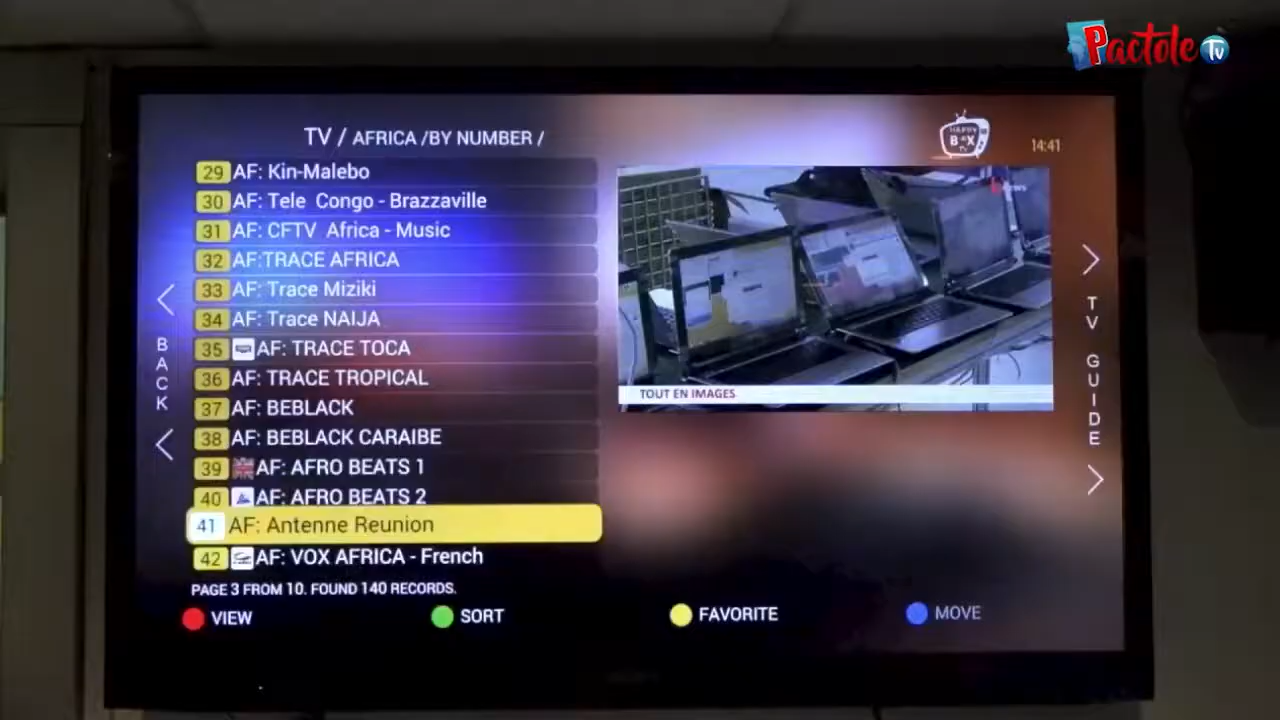 Pactole Tv
TV / AFRICA /BY NUMBER /
HAPPY
BOX
TV
14:41
29 AF: Kin-Malebo
30 AF: Tele Congo - Brazzaville
31 AF: CFTV Africa - Music
32 AF:TRACE AFRICA
33 AF: Trace Miziki
34 AF: Trace NAIJA
35 AF: TRACE TOCA
36 AF: TRACE TROPICAL
37 AF: BEBLACK
38 AF: BEBLACK CARAIBE
39 AF: AFRO BEATS 1
40 AF: AFRO BEATS 2
41 AF: Antenne Reunion
42 AF: VOX AFRICA - French
BACK
News
TOUT EN IMAGES
TV GUIDE
PAGE 3 FROM 10. FOUND 140 RECORDS.
VIEW SORT FAVORITE MOVE